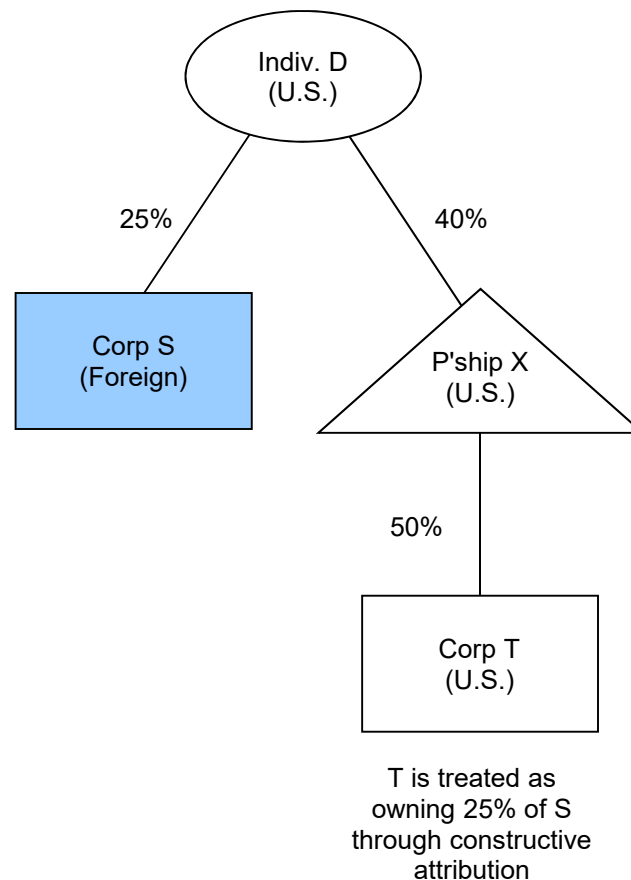 Indiv. D
(U.S.)
25%
40%
Corp S
(Foreign)
P'ship X
(U.S.)
50%
Corp T
(U.S.)
T is treated as
owning 25% of S
through constructive
attribution